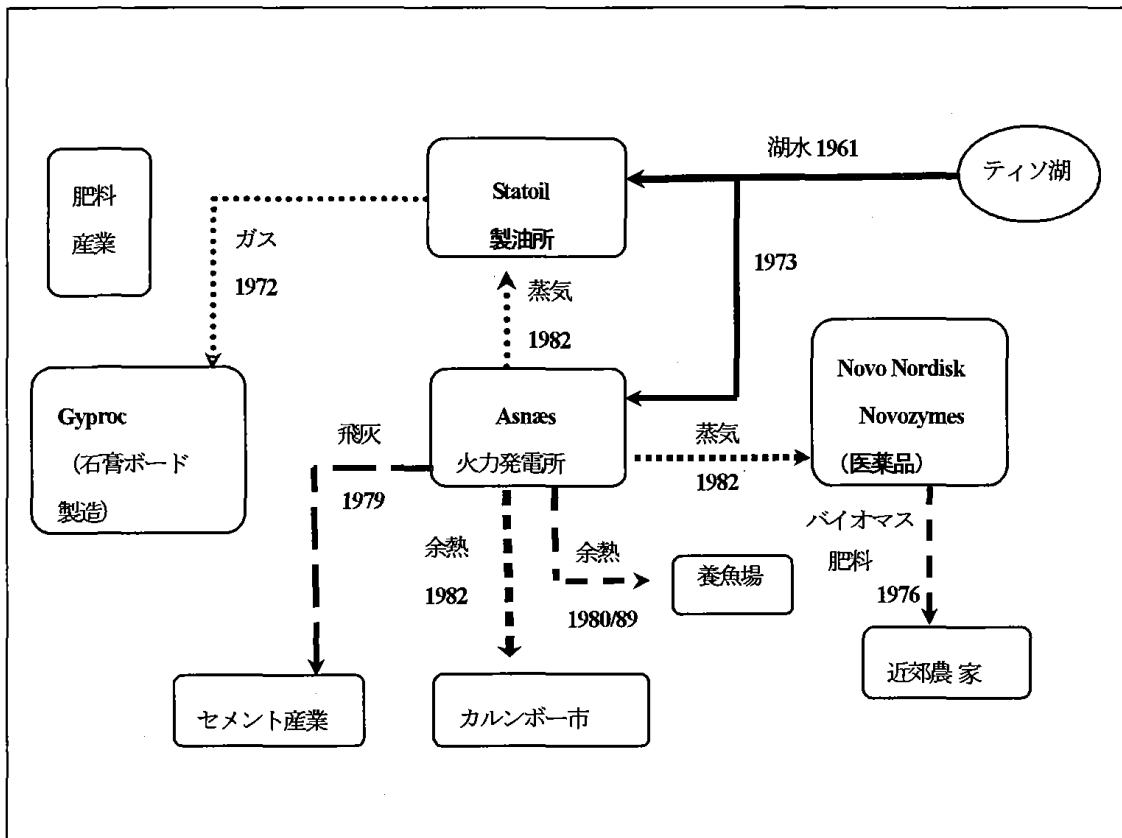 湖水 1961
ティソ湖
肥料
産業
Statoil
製油所
ガス
1972
1973
蒸気
1982
Gyproc
(石膏ボード
製造)
Asnæs
火力発電所
飛灰
1979
蒸気
1982
Novo Nordisk
Novozymes
(医薬品)
余熱
1982
余熱
1980/89
養魚場
バイオマス
肥料
1976
セメント産業
カルンボー市
近郊農 家